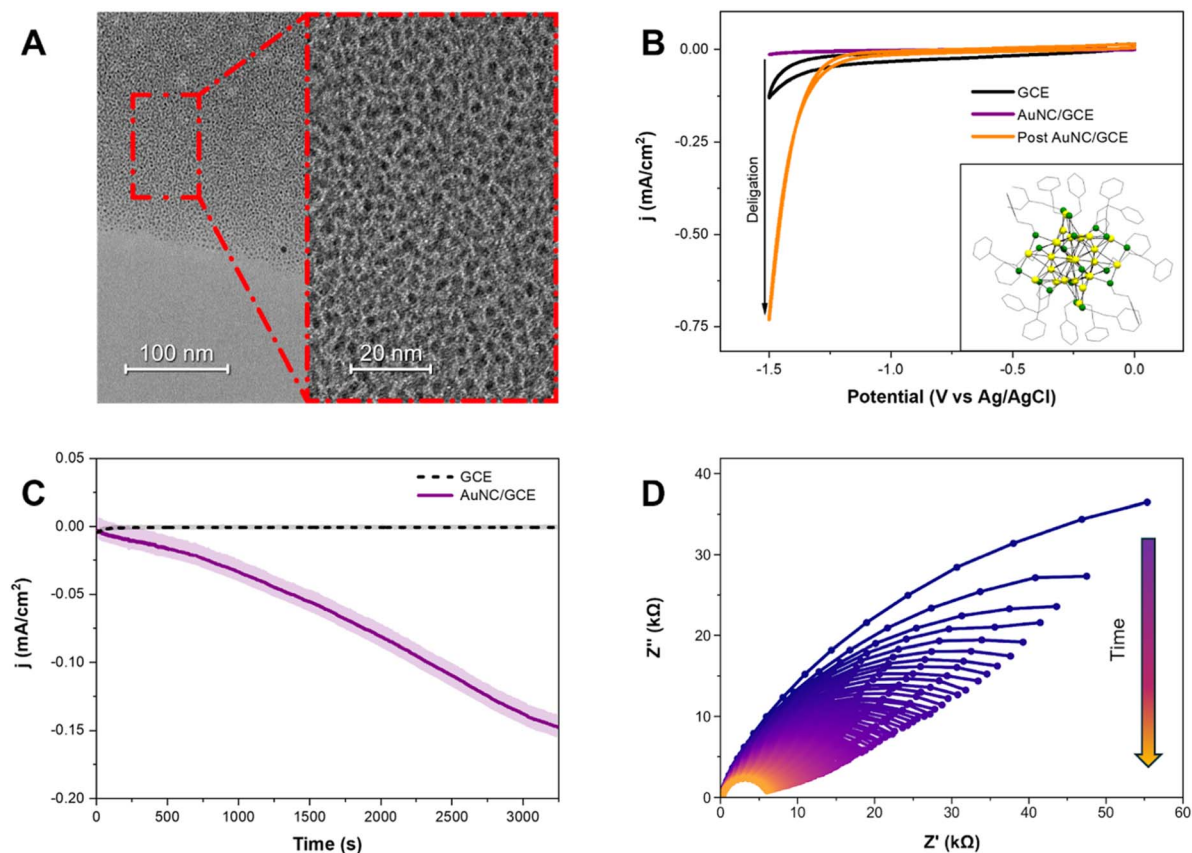 A
100 nm
20 nm
B
0.00
-0.25
-0.50
-0.75
j (mA/cm²)
GCE
AuNC/GCE
Post AuNC/GCE
Deligation
-1.5
-1.0
-0.5
0.0
Potential (V vs Ag/AgCl)
C
0.05
0.00
-0.05
-0.10
-0.15
-0.20
j (mA/cm²)
GCE
AuNC/GCE
0
500
1000
1500
2000
2500
3000
Time (s)
D
40
30
20
10
0
Z'' (kΩ)
Time
0
10
20
30
40
50
60
Z' (kΩ)